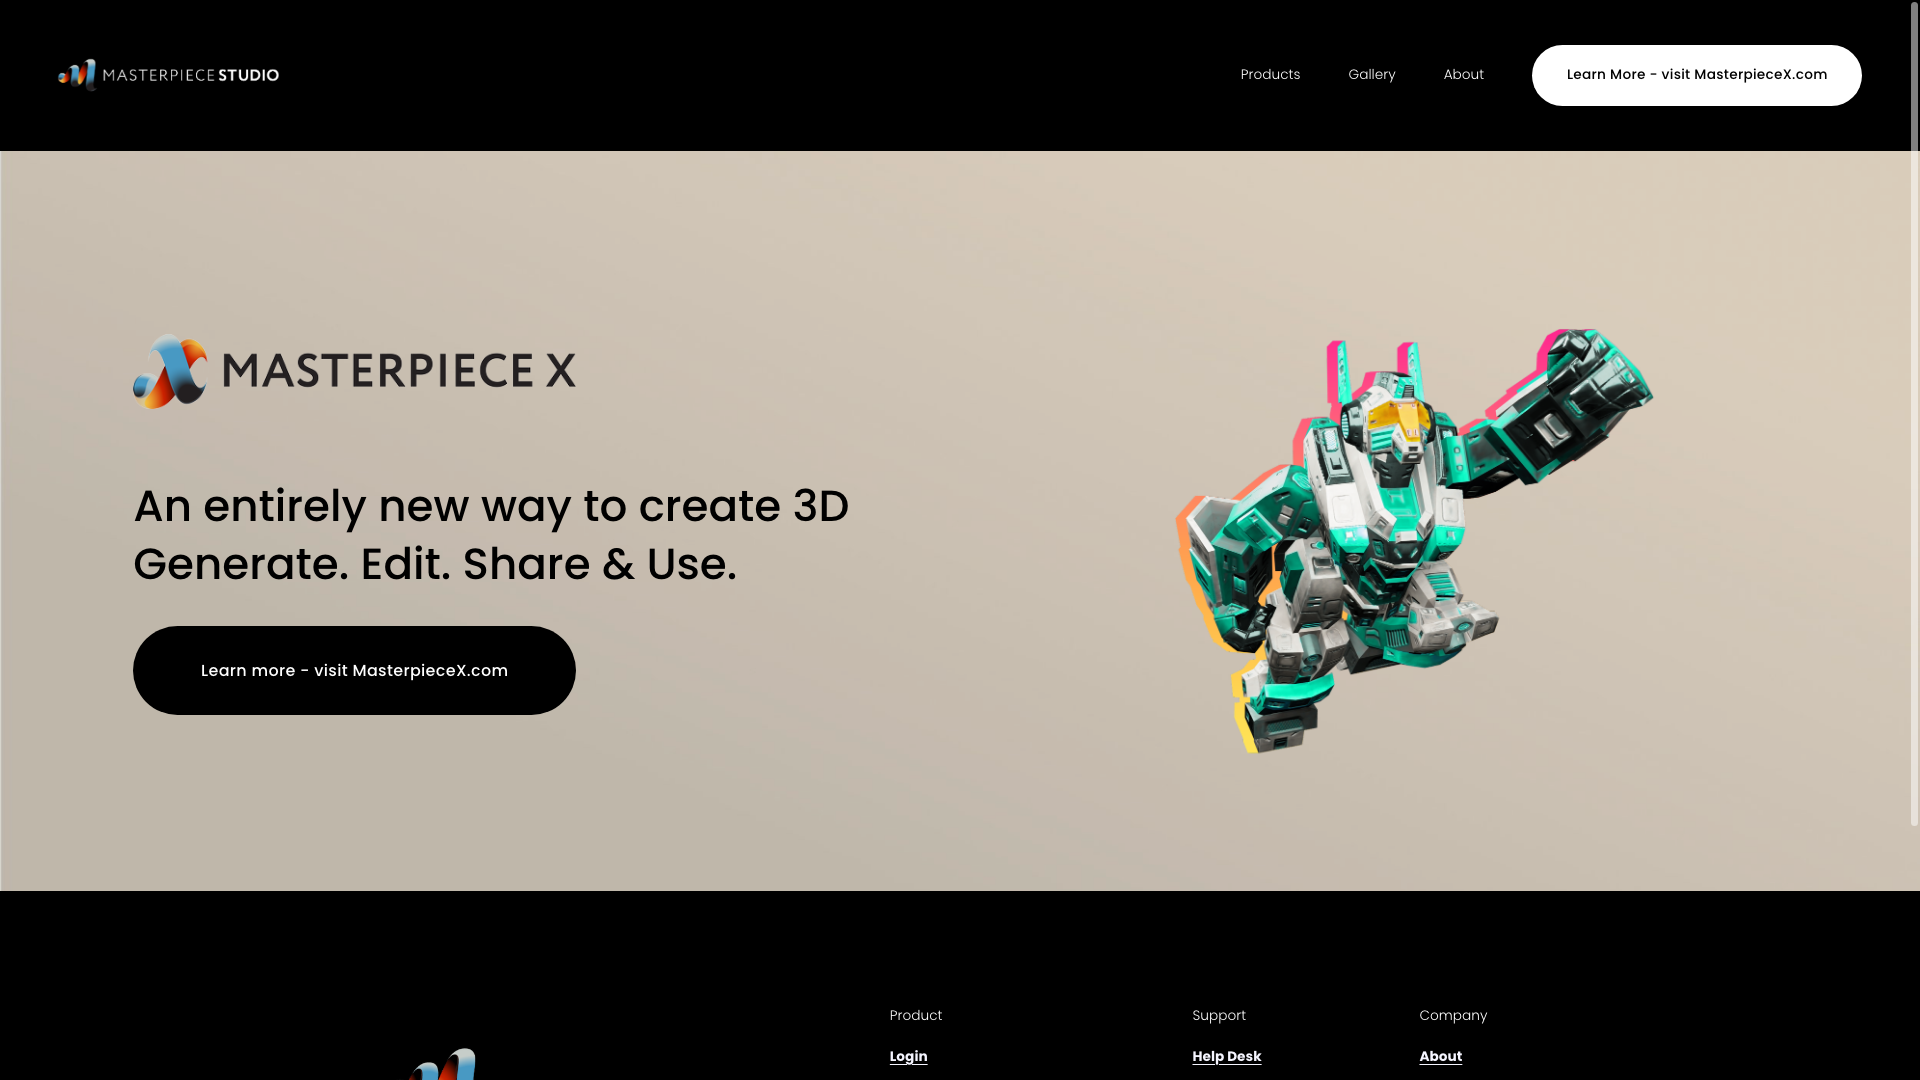 MASTERPIECE STUDIO
Products
Gallery
About
Learn More - visit MasterpieceX.com
MASTERPIECE X
An entirely new way to create 3D
Generate. Edit. Share & Use.
Learn more - visit MasterpieceX.com
Product
Support
Company
Login
Help Desk
About